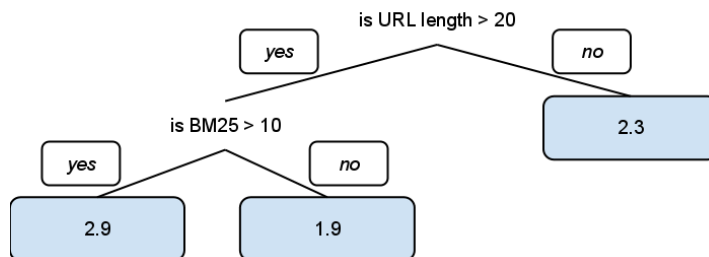 is URL length > 20
yes
no
is BM25 > 10
2.3
yes
no
2.9
1.9